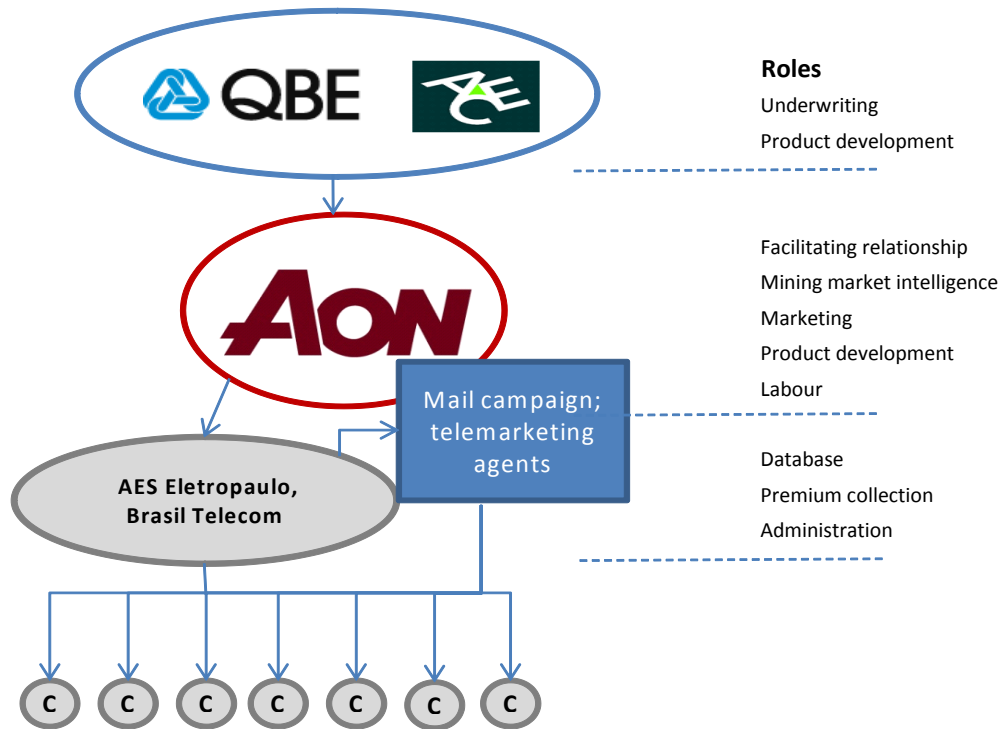 QBE
ACE
Roles
Underwriting
Product development
AON
Facilitating relationship
Mining market intelligence
Marketing
Product development
Labour
Mail campaign;
telemarketing
agents
AES Eletropaulo,
Brasil Telecom
Database
Premium collection
Administration
C C C C C C C